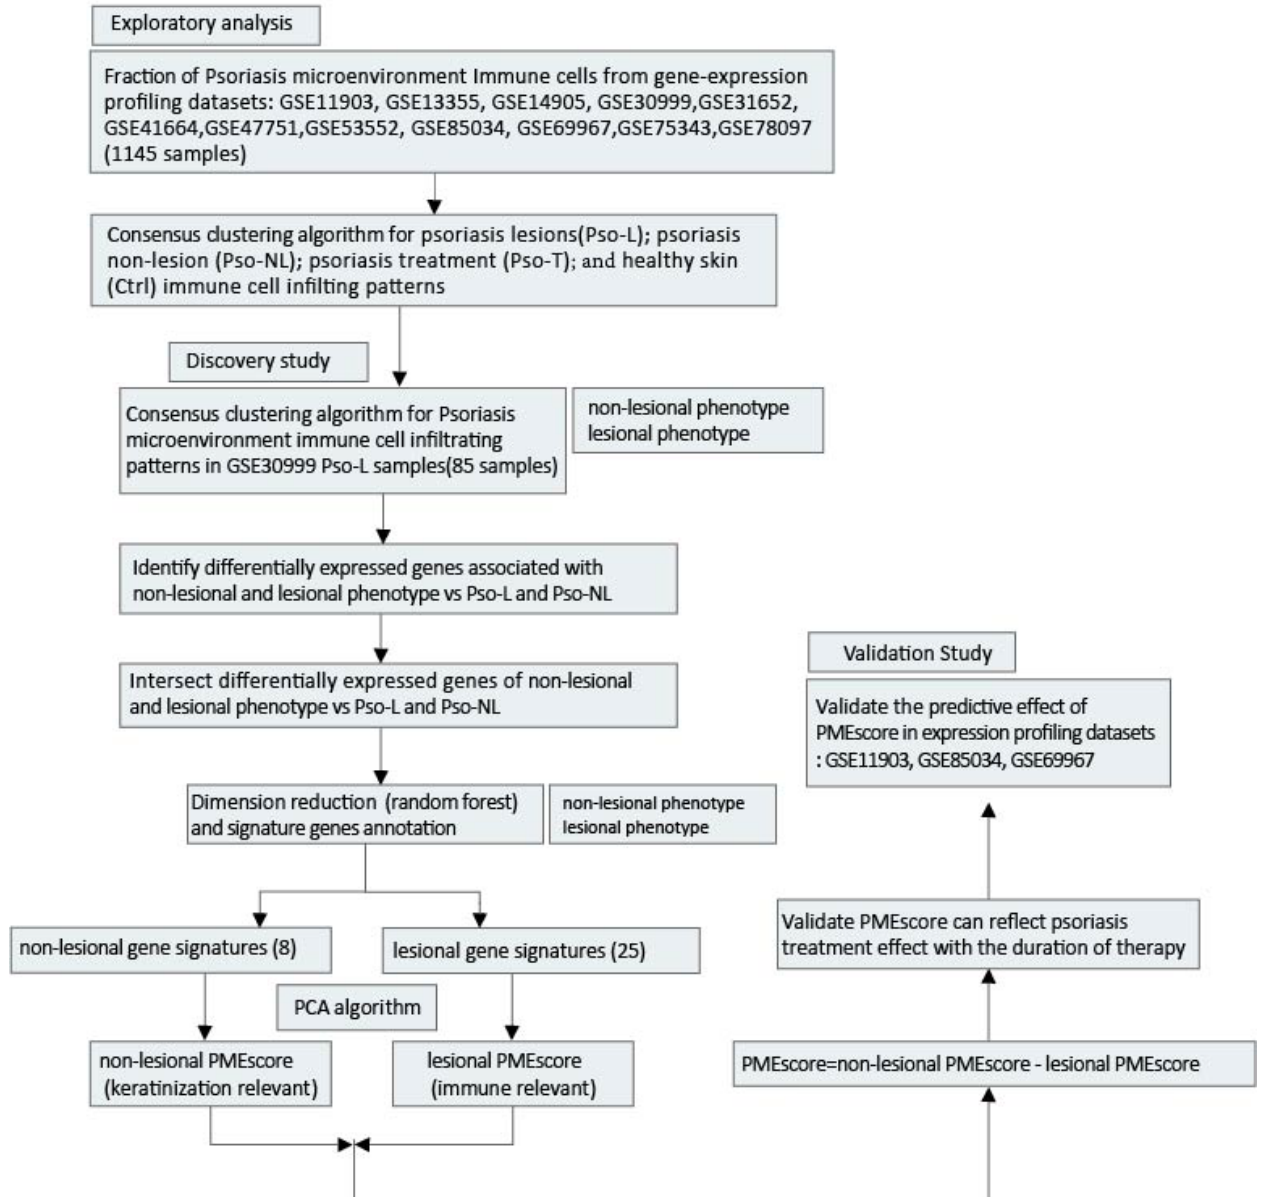 Exploratory analysis
Fraction of Psoriasis microenvironment Immune cells from gene-expression
profiling datasets: GSE11903, GSE13355, GSE14905, GSE30999,GSE31652,
GSE41664,GSE47751,GSE53552, GSE85034, GSE69967,GSE75343,GSE78097
(1145 samples)
Consensus clustering algorithm for psoriasis lesions(Pso-L); psoriasis
non-lesion (Pso-NL); psoriasis treatment (Pso-T); and healthy skin
(Ctrl) immune cell infilting patterns
Discovery study
Consensus clustering algorithm for Psoriasis
microenvironment immune cell infiltrating
patterns in GSE30999 Pso-L samples(85 samples)
non-lesional phenotype
lesional phenotype
Identify differentially expressed genes associated with
non-lesional and lesional phenotype vs Pso-L and Pso-NL
Intersect differentially expressed genes of non-lesional
and lesional phenotype vs Pso-L and Pso-NL
Dimension reduction (random forest)
and signature genes annotation
non-lesional phenotype
lesional phenotype
non-lesional gene signatures (8)
lesional gene signatures (25)
PCA algorithm
non-lesional PMEscore
(keratinization relevant)
lesional PMEscore
(immune relevant)
Validation Study
Validate the predictive effect of
PMEscore in expression profiling datasets
: GSE11903, GSE85034, GSE69967
Validate PMEscore can reflect psoriasis
treatment effect with the duration of therapy
PMEscore=non-lesional PMEscore - lesional PMEscore